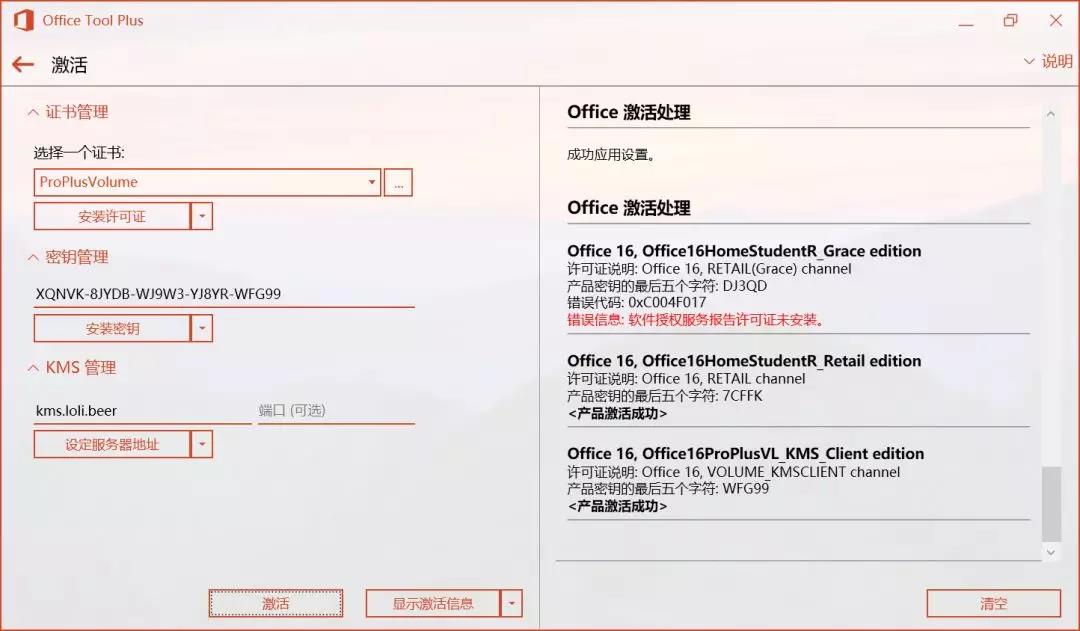 Office Tool Plus
激活
说明
证书管理
选择一个证书:
ProPlusVolume
...
安装许可证
密钥管理
XQNVK-8JYDB-WJ9W3-YJ8YR-WFG99
安装密钥
KMS 管理
kms.loli.beer 端口 (可选)
设定服务器地址
激活
显示激活信息
Office 激活处理
成功应用设置。
Office 激活处理
Office 16, Office16HomeStudentR_Grace edition
许可证说明: Office 16, RETAIL(Grace) channel
产品密钥的最后五个字符: DJ3QD
错误代码: 0xC004F017
错误信息: 软件授权服务报告许可证未安装。
Office 16, Office16HomeStudentR_Retail edition
许可证说明: Office 16, RETAIL channel
产品密钥的最后五个字符: 7CFFK
<产品激活成功>
Office 16, Office16ProPlusVL_KMS_Client edition
许可证说明: Office 16, VOLUME_KMSCLIENT channel
产品密钥的最后五个字符: WFG99
<产品激活成功>
清空